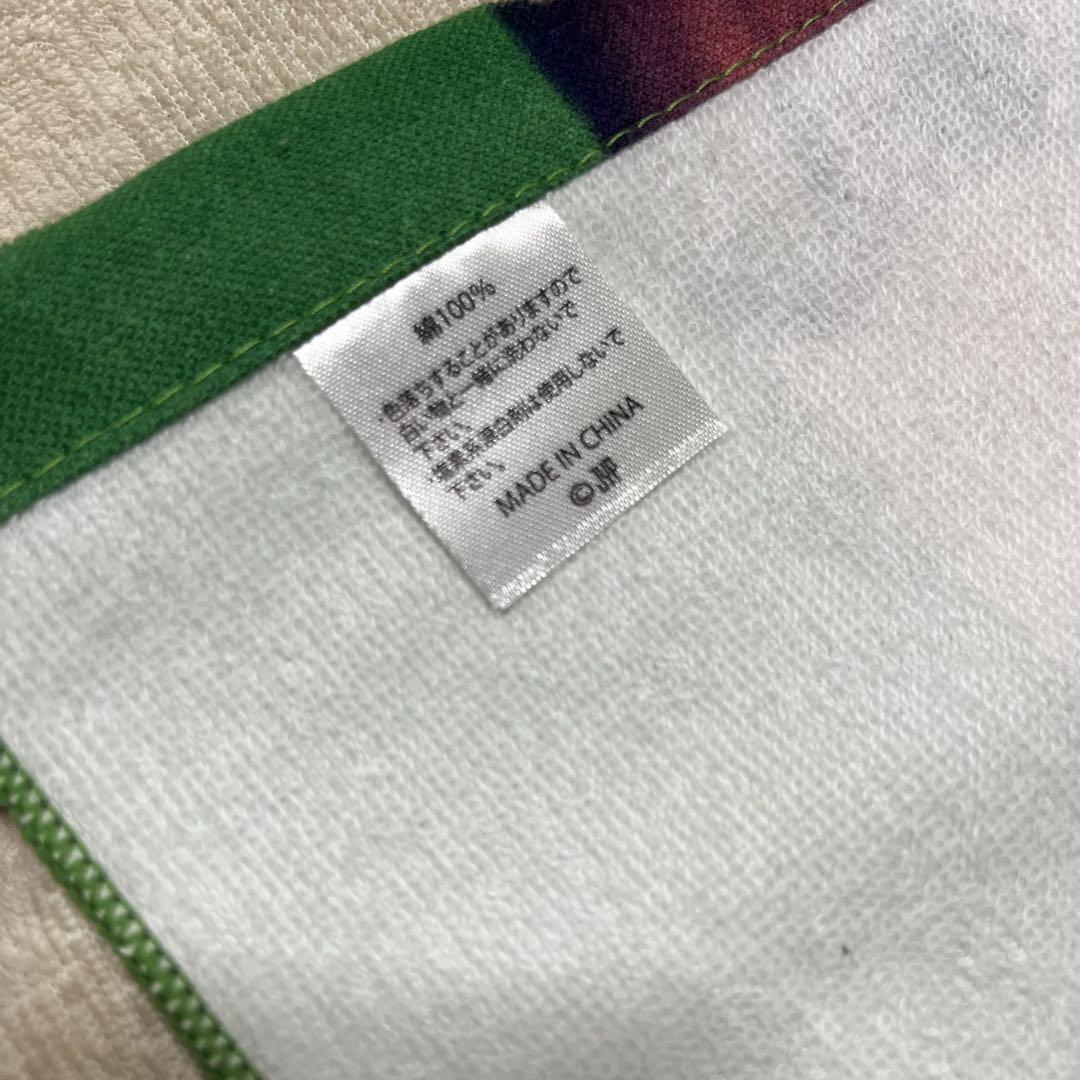 綿100%
・色落ちすることがありますので
白い物と一緒に洗わないで
下さい。
・塩素系漂白剤は使用しないで
下さい。
MADE IN CHINA
©